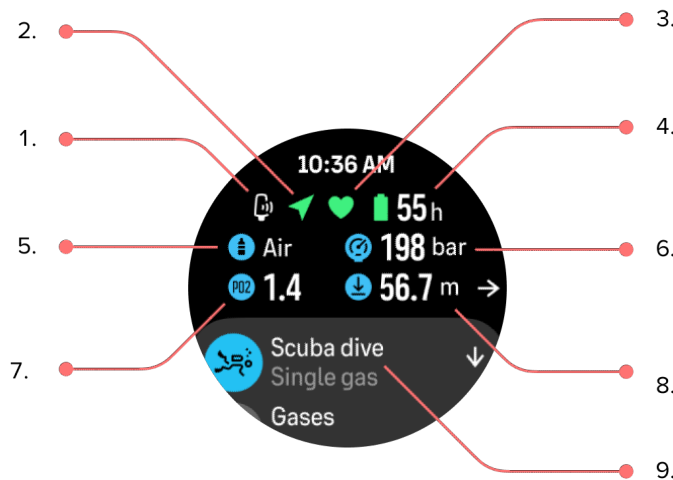 2.
3.
1.
4.
10:36 AM
55 h
5.
Air
198 bar
6.
PO2 1.4
56.7 m
7.
Scuba dive
8.
Single gas
Gases
9.